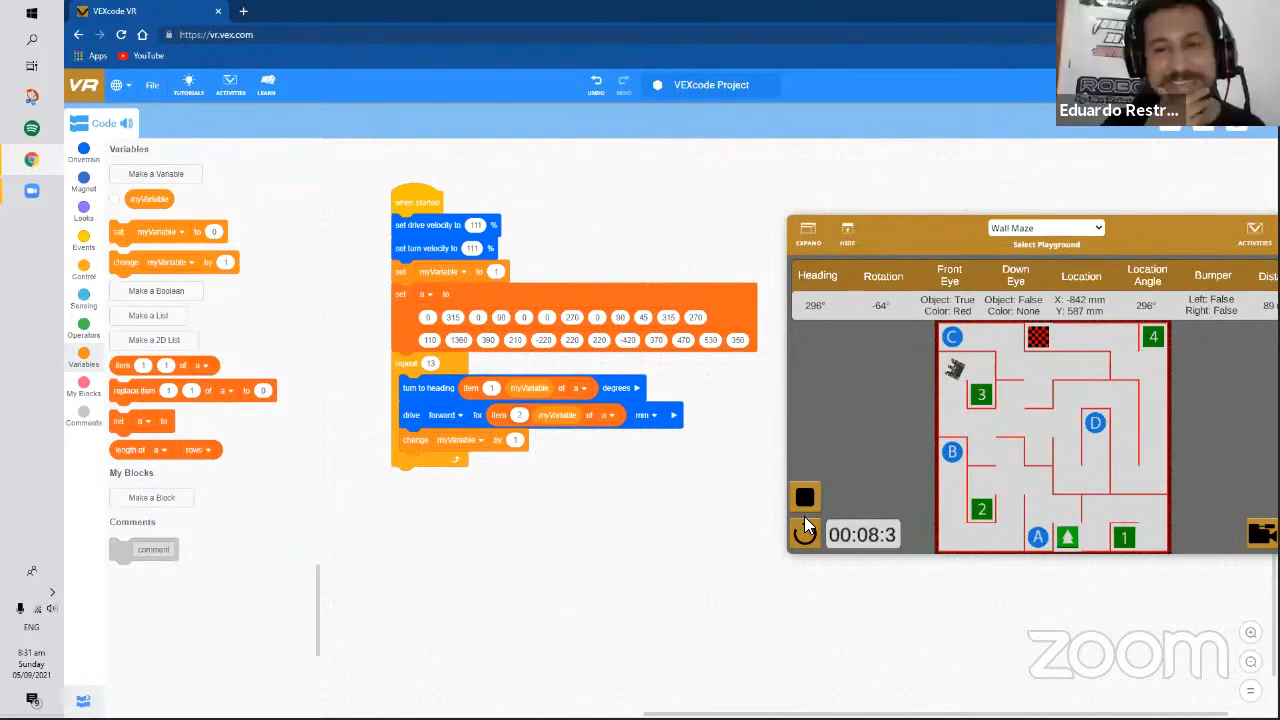 VEXcode VR
https://vr.vex.com
Apps
YouTube
VR
File
TUTORIALS
ACTIVITIES
LEARN
UNDO
REDO
VEXcode Project
Eduardo Restr...
Code
Variables
Drivetrain
Make a Variable
Magnet
myVariable
Looks
set myVariable to 0
Events
change myVariable by 1
Control
Make a Boolean
Sensing
Make a List
Operators
Make a 2D List
Variables
item 1 1 of a
My Blocks
replace item 1 1 of a to 0
Comments
set a to
length of a rows
My Blocks
Make a Block
Comments
comment
when started
set drive velocity to 111 %
set turn velocity to 111 %
set myVariable to 1
set a to
0 315 0 90 0 0 270 0 90 45 315 270
110 1360 390 210 -220 220 220 -420 370 470 530 350
repeat 13
turn to heading item 1 myVariable of a degrees
drive forward for item 2 myVariable of a mm
change myVariable by 1
EXPAND
HIDE
Wall Maze
Select Playground
ACTIVITIES
Heading Rotation Front Eye Down Eye Location Location Angle Bumper
296° -64° Object: True Color: Red Object: False Color: None X: -842 mm Y: 587 mm 296° Left: False Right: False
C
4
3
D
B
2
A
1
00:08:3
ENG
8:31 am
Sunday
05/09/2021
zoom